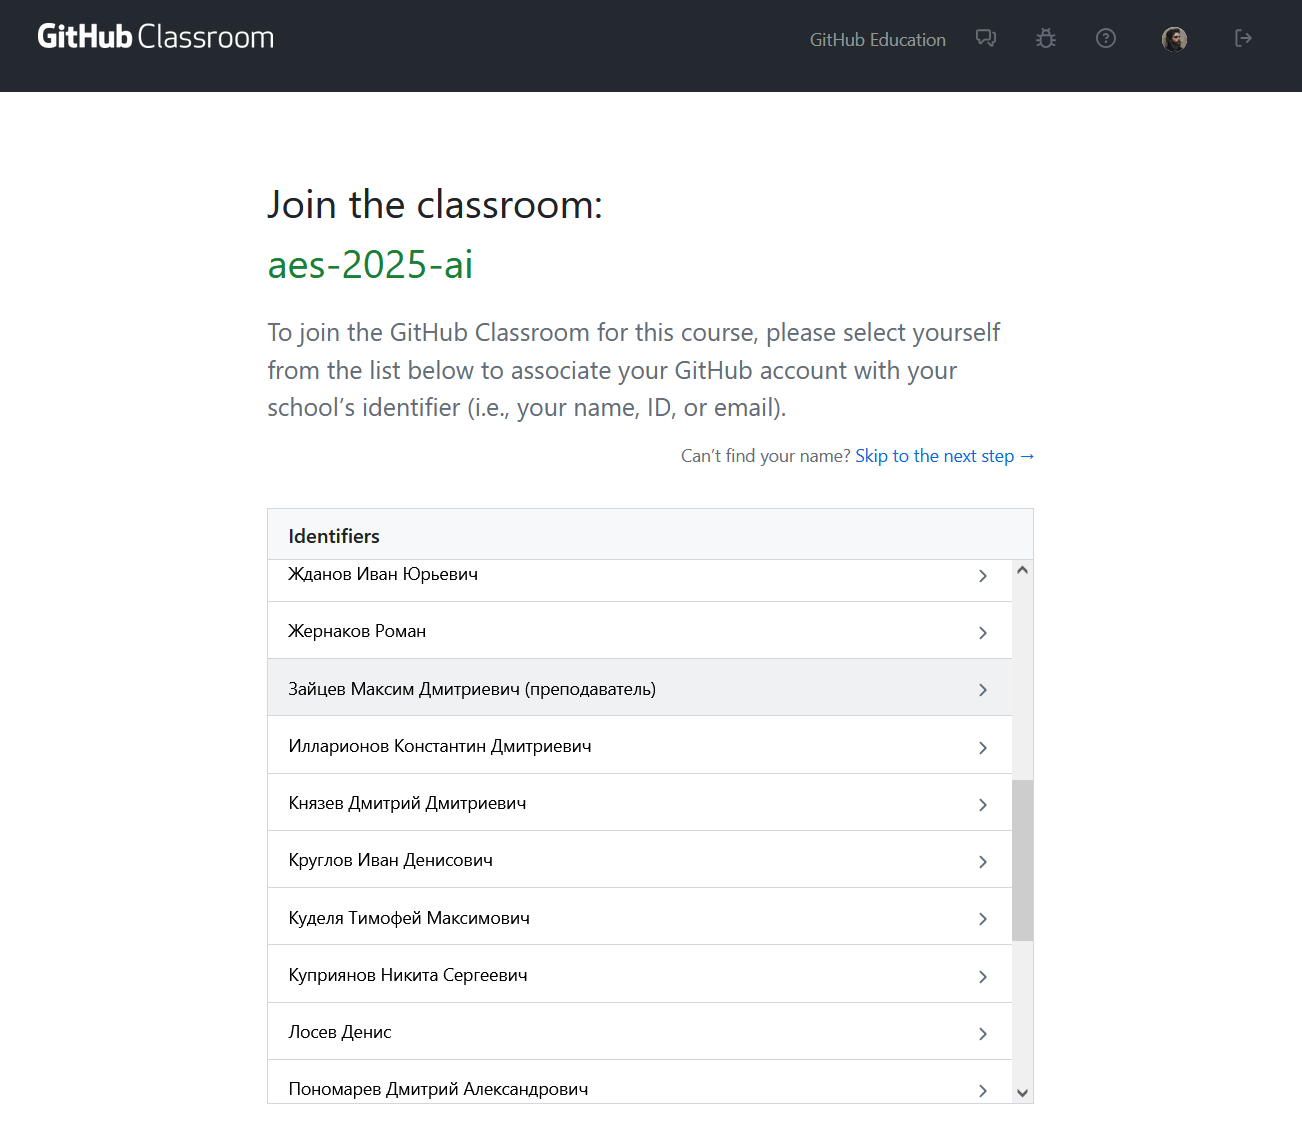 GitHub Classroom
GitHub Education
Join the classroom:
aes-2025-ai
To join the GitHub Classroom for this course, please select yourself
from the list below to associate your GitHub account with your
school’s identifier (i.e., your name, ID, or email).
Can’t find your name? Skip to the next step →
Identifiers
Жданов Иван Юрьевич
Жернаков Роман
Зайцев Максим Дмитриевич (преподаватель)
Илларионов Константин Дмитриевич
Князев Дмитрий Дмитриевич
Круглов Иван Денисович
Куделя Тимофей Максимович
Куприянов Никита Сергеевич
Лосев Денис
Пономарев Дмитрий Александрович